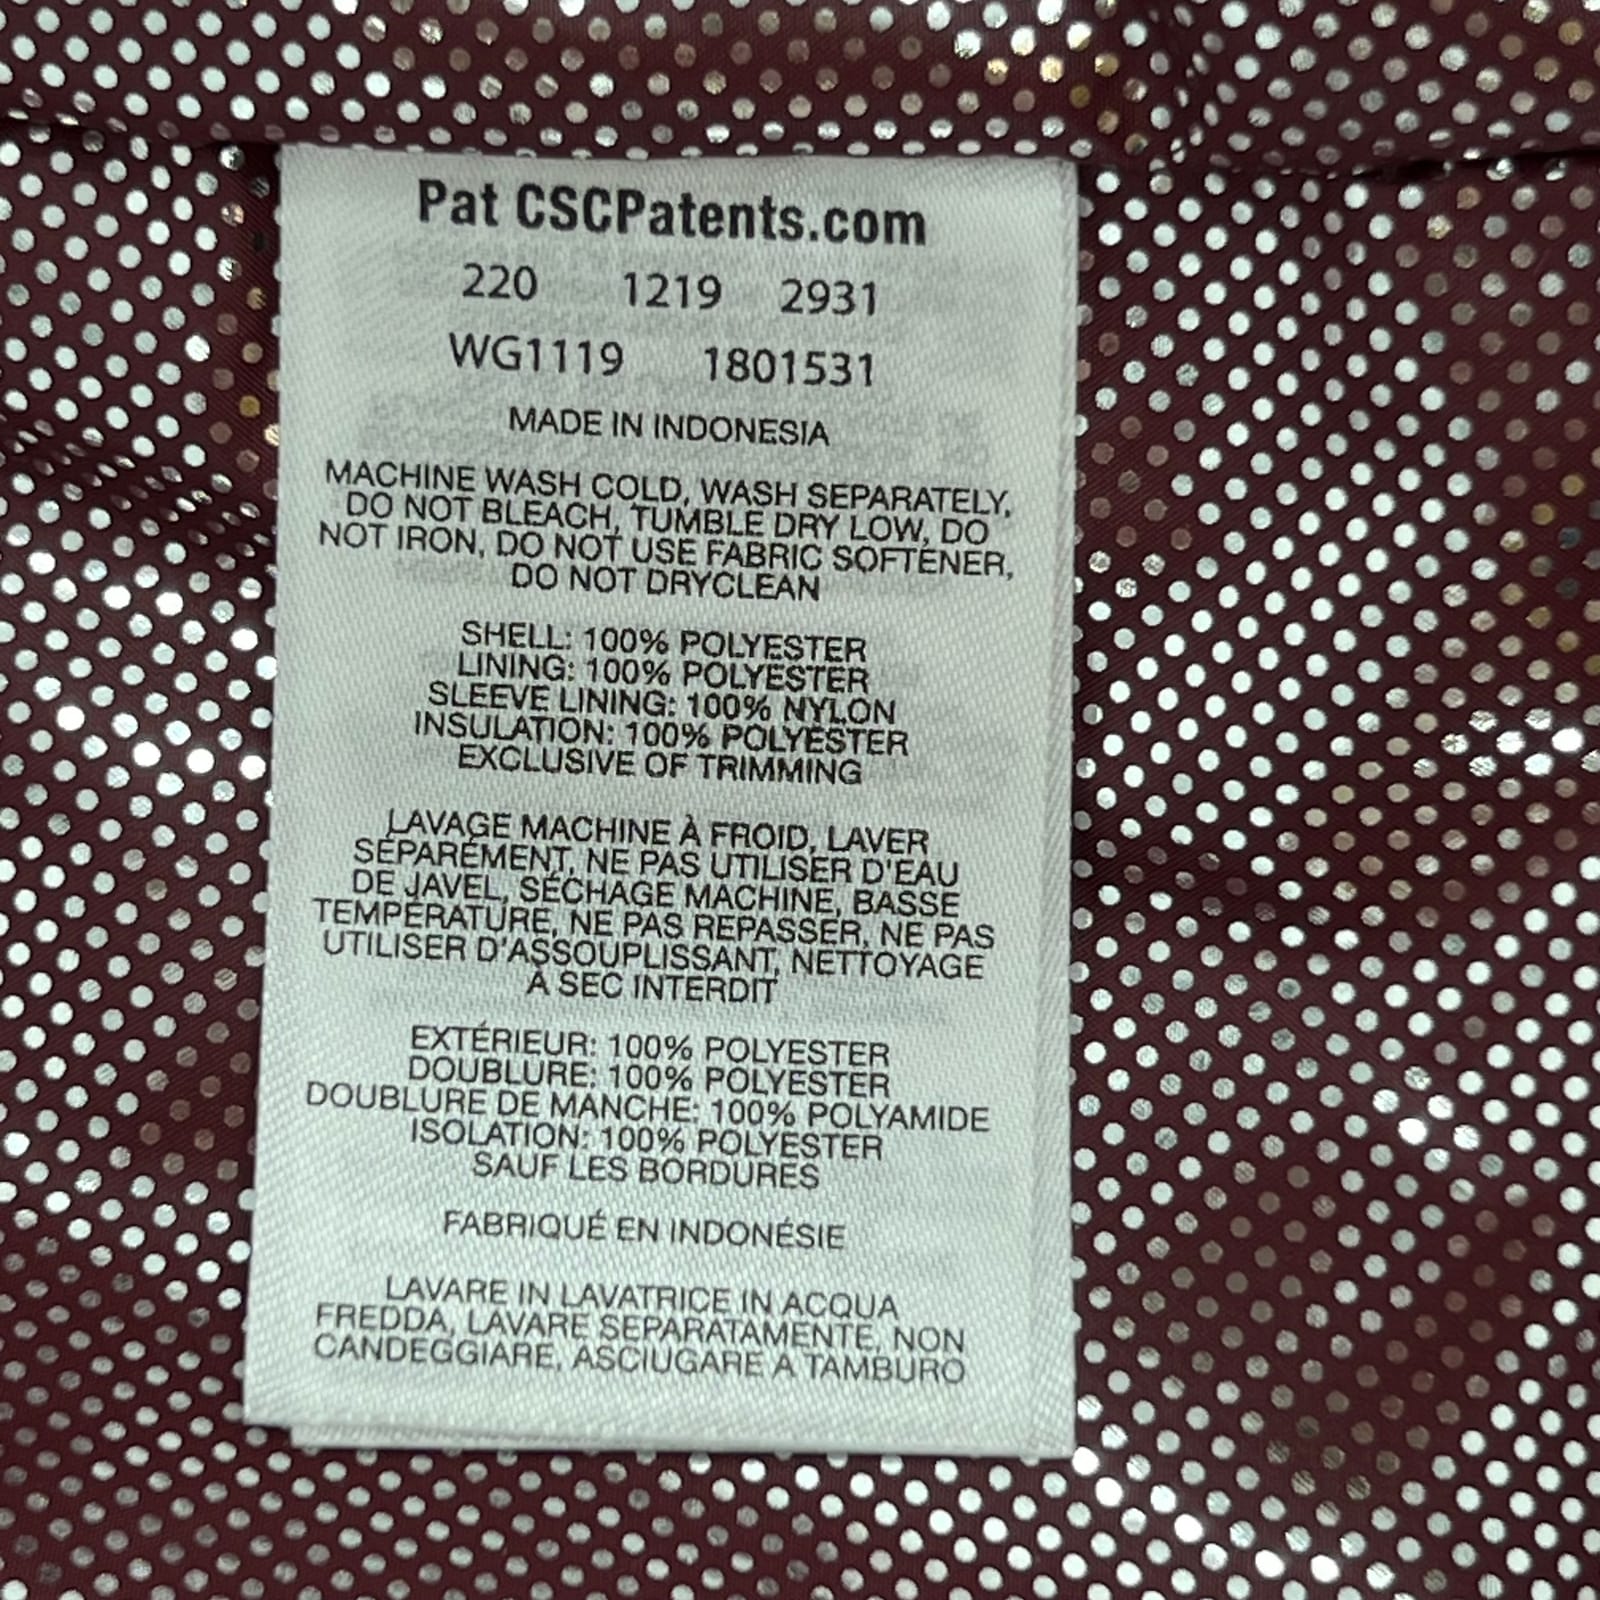 Pat CSCPatents.com
220 1219 2931
WG1119 1801531
MADE IN INDONESIA
MACHINE WASH COLD, WASH SEPARATELY,
DO NOT BLEACH, TUMBLE DRY LOW, DO
NOT IRON, DO NOT USE FABRIC SOFTENER,
DO NOT DRYCLEAN
SHELL: 100% POLYESTER
LINING: 100% POLYESTER
SLEEVE LINING: 100% NYLON
INSULATION: 100% POLYESTER
EXCLUSIVE OF TRIMMING
LAVAGE MACHINE À FROID, LAVER
SÉPARÉMENT, NE PAS UTILISER D'EAU
DE JAVEL, SÉCHAGE MACHINE, BASSE
TEMPÉRATURE, NE PAS REPASSER, NE PAS
UTILISER D'ASSOUPLISSANT, NETTOYAGE
À SEC INTERDIT
EXTÉRIEUR: 100% POLYESTER
DOUBLURE: 100% POLYESTER
DOUBLURE DE MANCHE: 100% POLYAMIDE
ISOLATION: 100% POLYESTER
SAUF LES BORDURES
FABRIQUÉ EN INDONÉSIE
LAVARE IN LAVATRICE IN ACQUA
FREDDA, LAVARE SEPARATAMENTE, NON
CANDEGGIARE, ASCIUGARE A TAMBURO